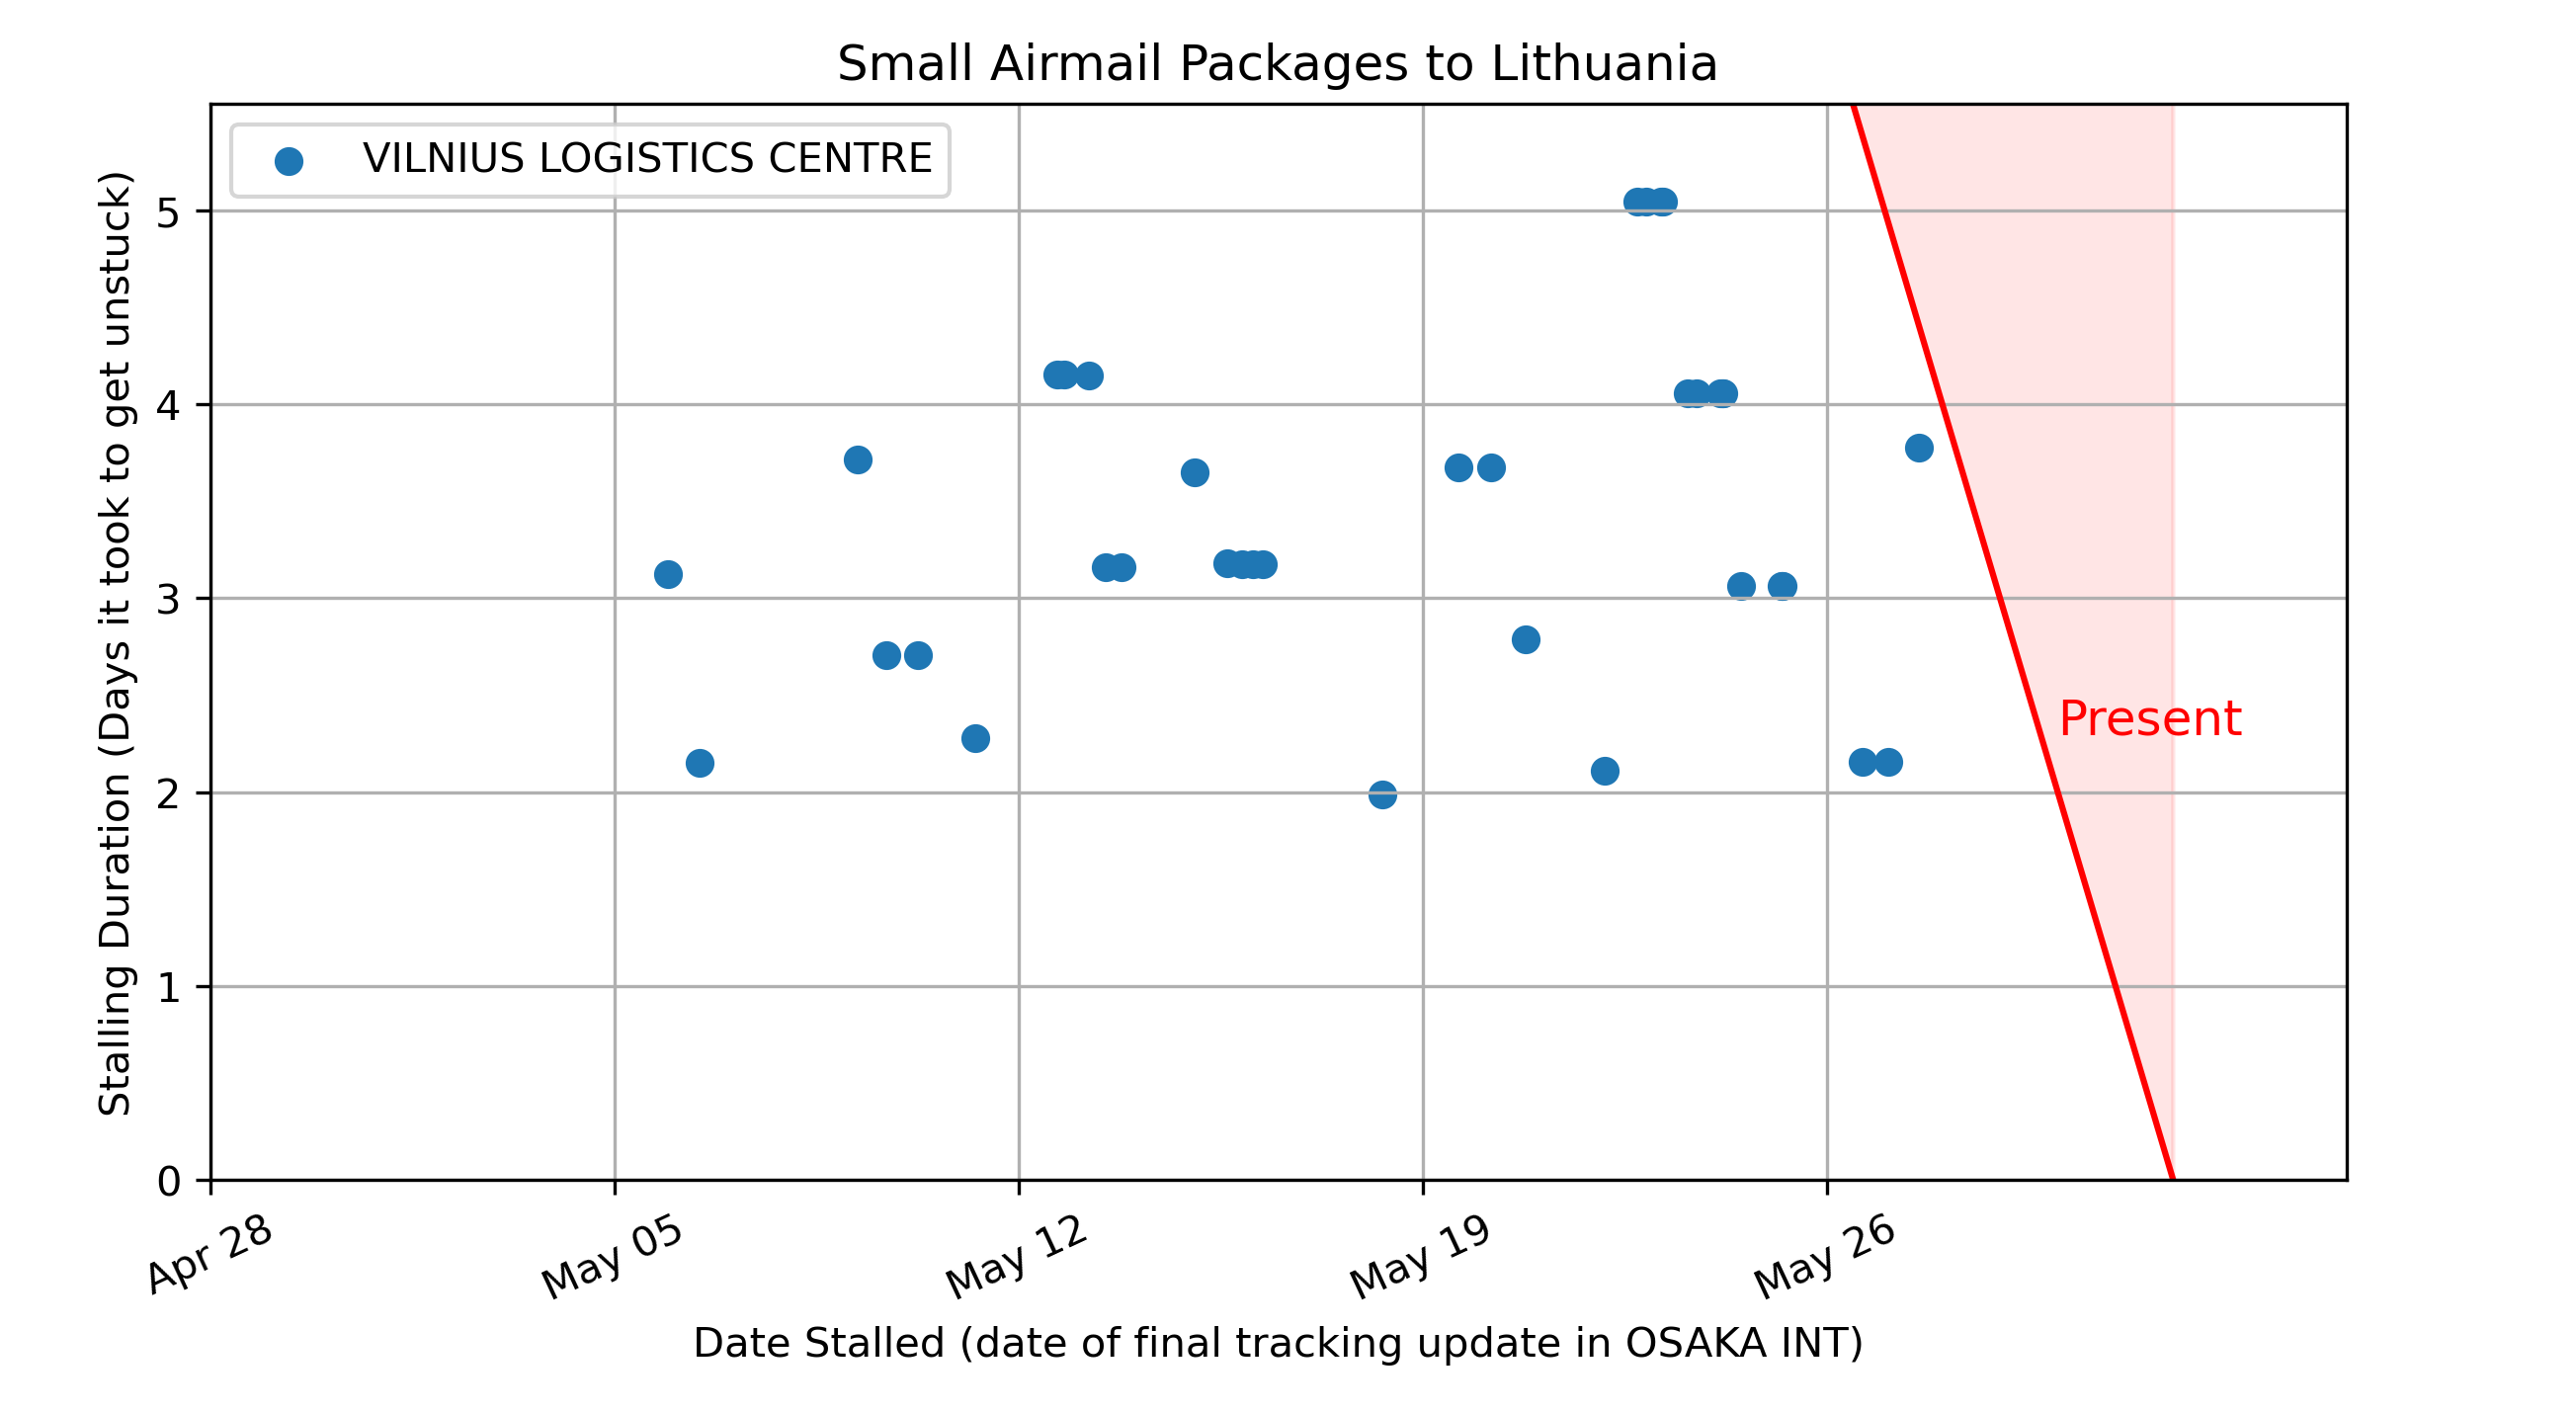 Small Airmail Packages to Lithuania
VILNIUS LOGISTICS CENTRE
Stalling Duration (Days it took to get unstuck)
5
4
3
2
1
0
Present
Apr 28
May 05
May 12
May 19
May 26
Date Stalled (date of final tracking update in OSAKA INT)